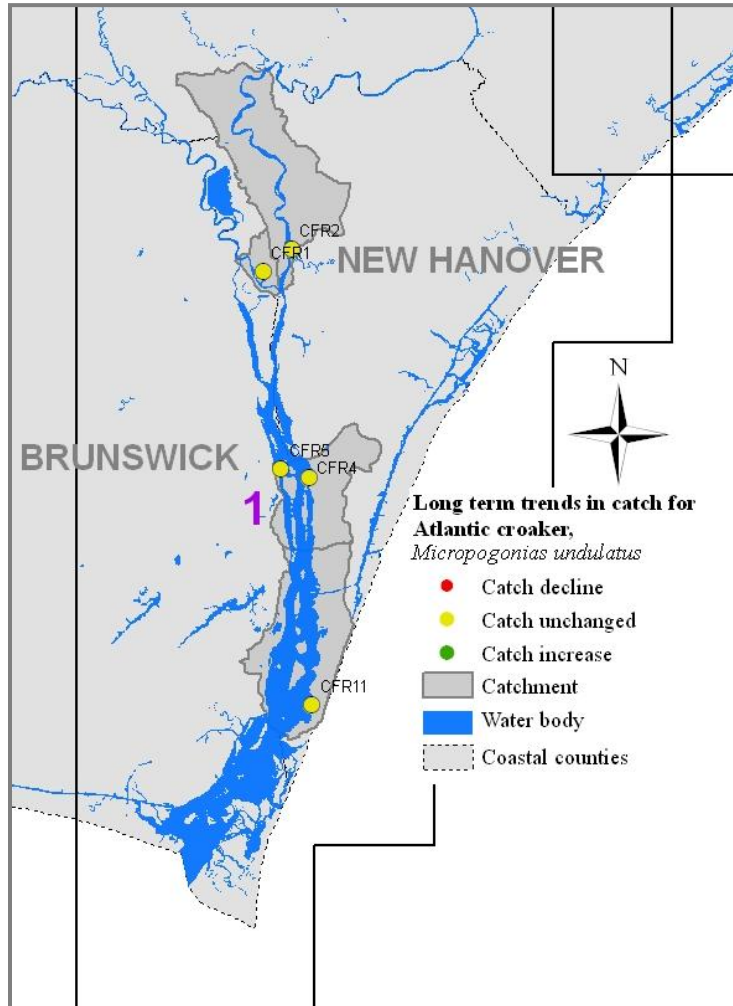 CFR2
CFR1
NEW HANOVER
N
BRUNSWICK
CFR5
CFR4
1
Long term trends in catch for
Atlantic croaker,
Micropogonias undulatus
Catch decline
Catch unchanged
Catch increase
Catchment
CFR11
Water body
Coastal counties